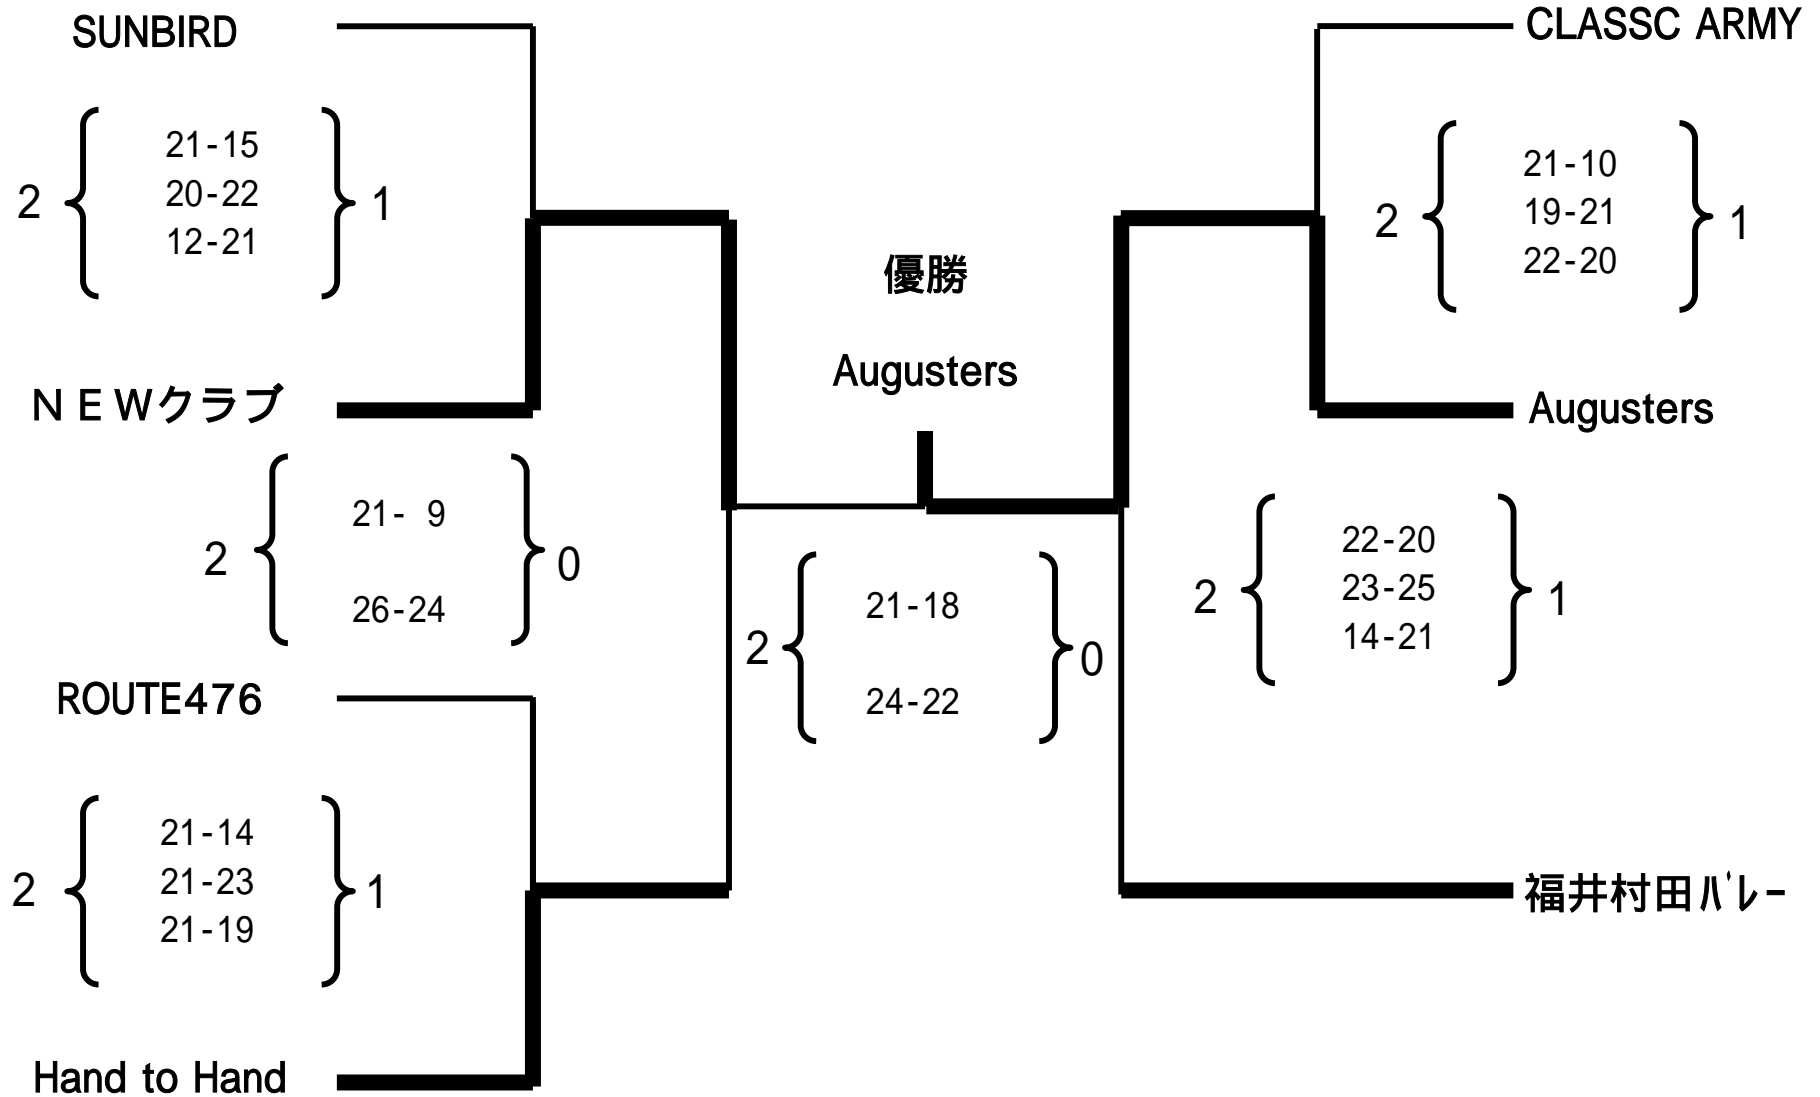 SUNBIRD
2 { 21-15 } 1
20-22
12-21
ＮＥＷクラブ
2 { 21- 9 } 0
26-24
ROUTE476
2 { 21-14 } 1
21-23
21-19
Hand to Hand
優勝
Augusters
2 { 21-18 } 0
24-22
CLASSC ARMY
2 { 21-10 } 1
19-21
22-20
Augusters
2 { 22-20 } 1
23-25
14-21
福井村田ﾊﾞﾚｰ